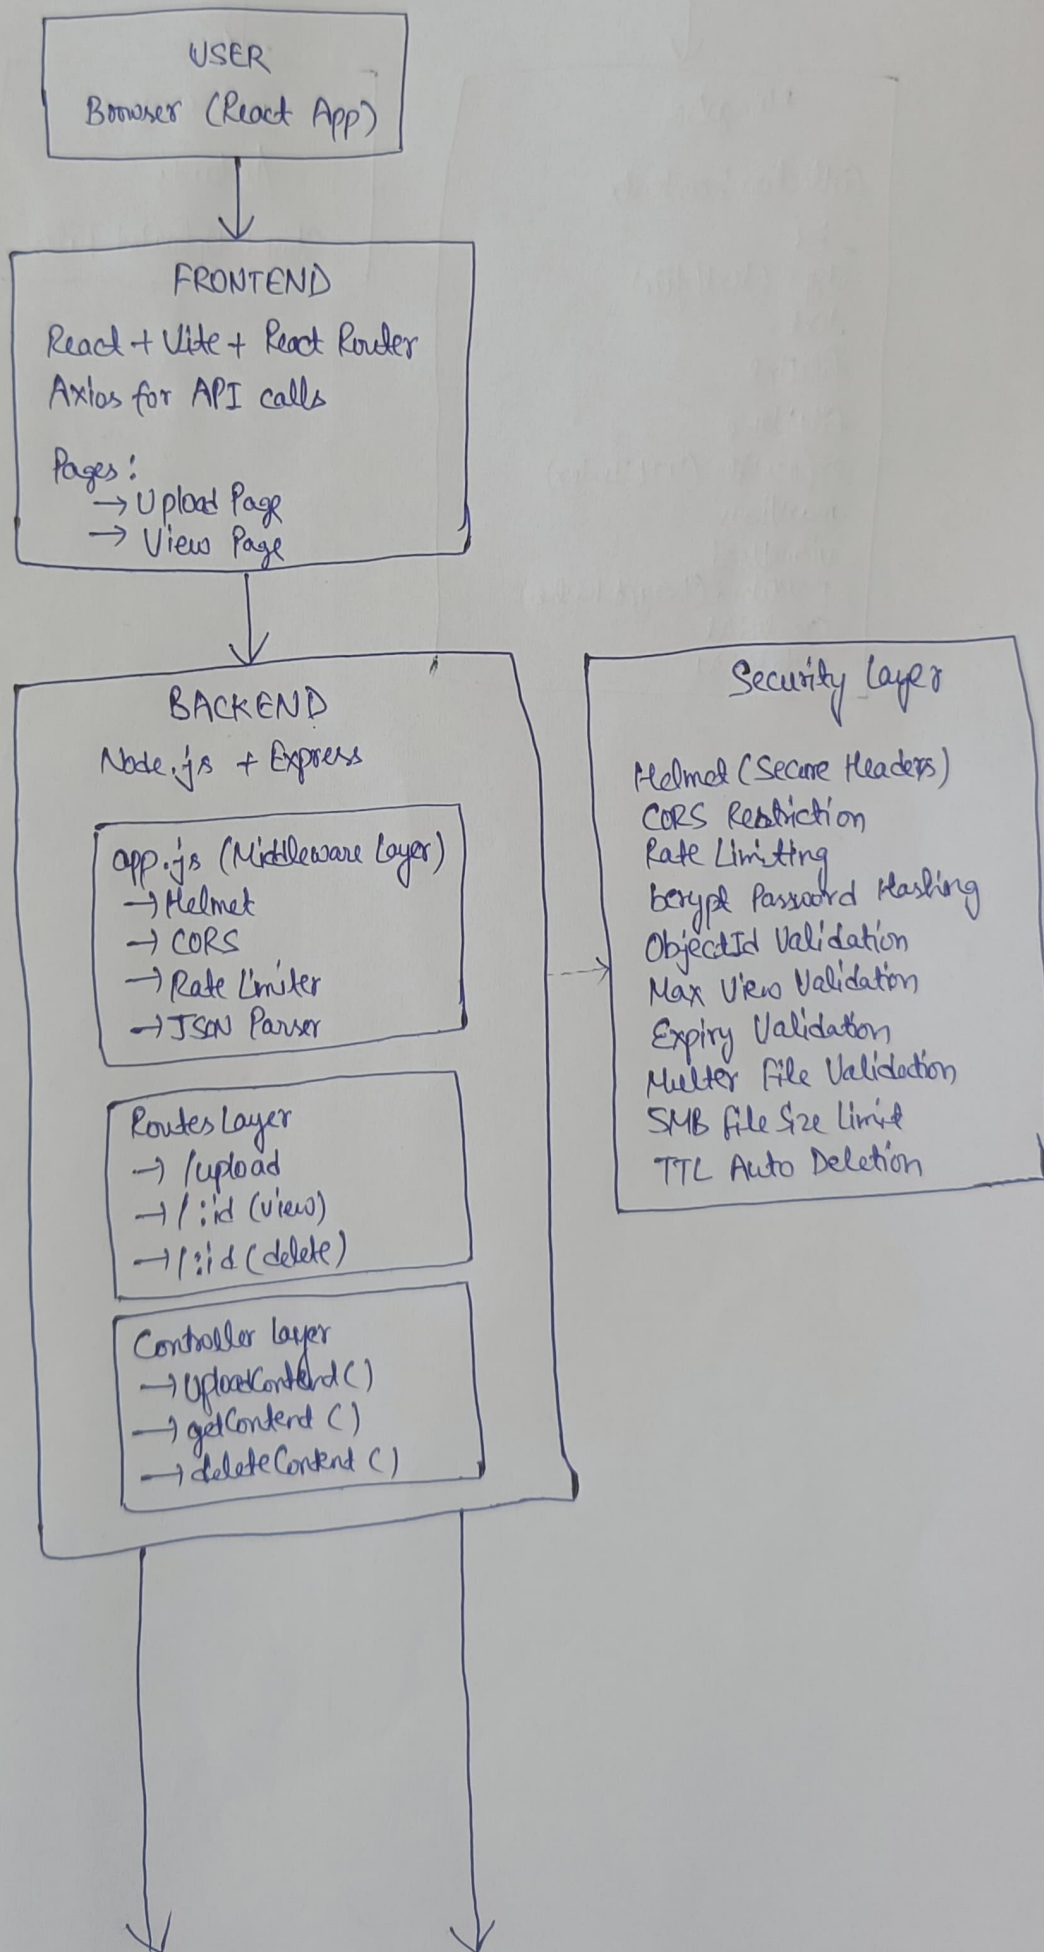 USER
Browser (React App)
FRONTEND
React + Vite + React Router
Axios for API calls
Pages:
→ Upload Page
→ View Page
BACKEND
Node.js + Express
app.js (Middleware Layer)
→ Helmet
→ CORS
→ Rate Limiter
→ JSON Parser
Routes Layer
→ /upload
→ /:id (view)
→ /:id (delete)
Controller Layer
→ UploadContent()
→ getContent ()
→ deleteContent ()
Security Layer
Helmet (Secure Headers)
CORS Restriction
Rate Limiting
bcrypt Password Hashing
ObjectId Validation
Max View Validation
Expiry Validation
Multer File Validation
5MB File Size Limit
TTL Auto Deletion